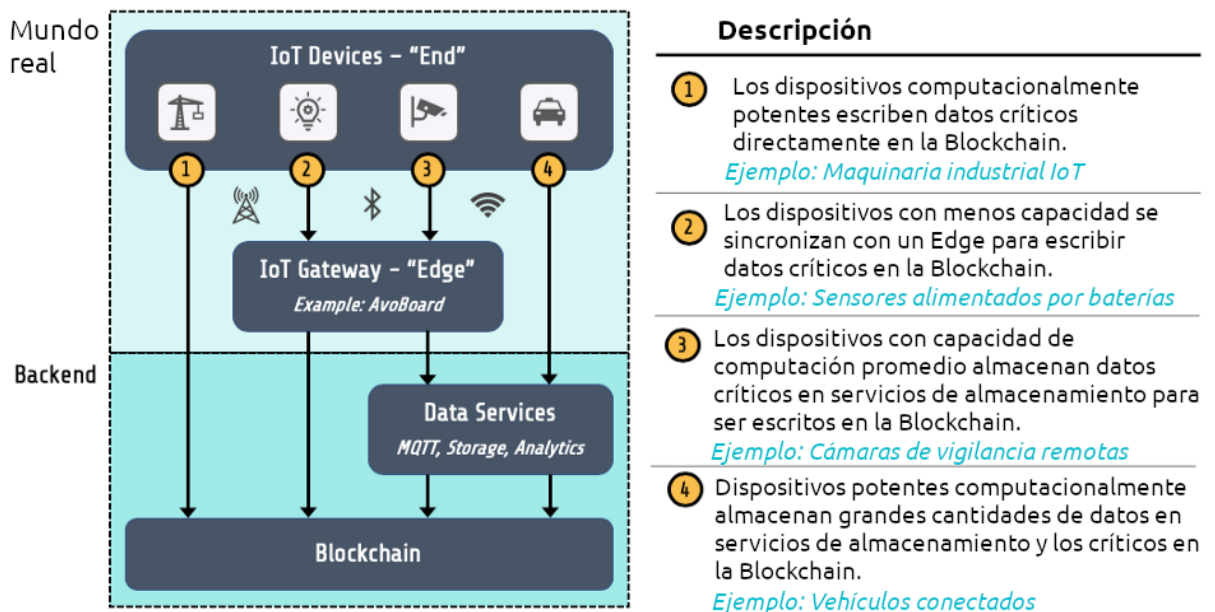 Mundo
real
IoT Devices – "End"
1
2
3
4
IoT Gateway – "Edge"
Example: AvoBoard
Backend
Data Services
MQTT, Storage, Analytics
Blockchain
Descripción
1
Los dispositivos computacionalmente
potentes escriben datos críticos
directamente en la Blockchain.
Ejemplo: Maquinaria industrial IoT
2
Los dispositivos con menos capacidad se
sincronizan con un Edge para escribir
datos críticos en la Blockchain.
Ejemplo: Sensores alimentados por baterías
3
Los dispositivos con capacidad de
computación promedio almacenan datos
críticos en servicios de almacenamiento para
ser escritos en la Blockchain.
Ejemplo: Cámaras de vigilancia remotas
4
Dispositivos potentes computacionalmente
almacenan grandes cantidades de datos en
servicios de almacenamiento y los críticos en
la Blockchain.
Ejemplo: Vehículos conectados